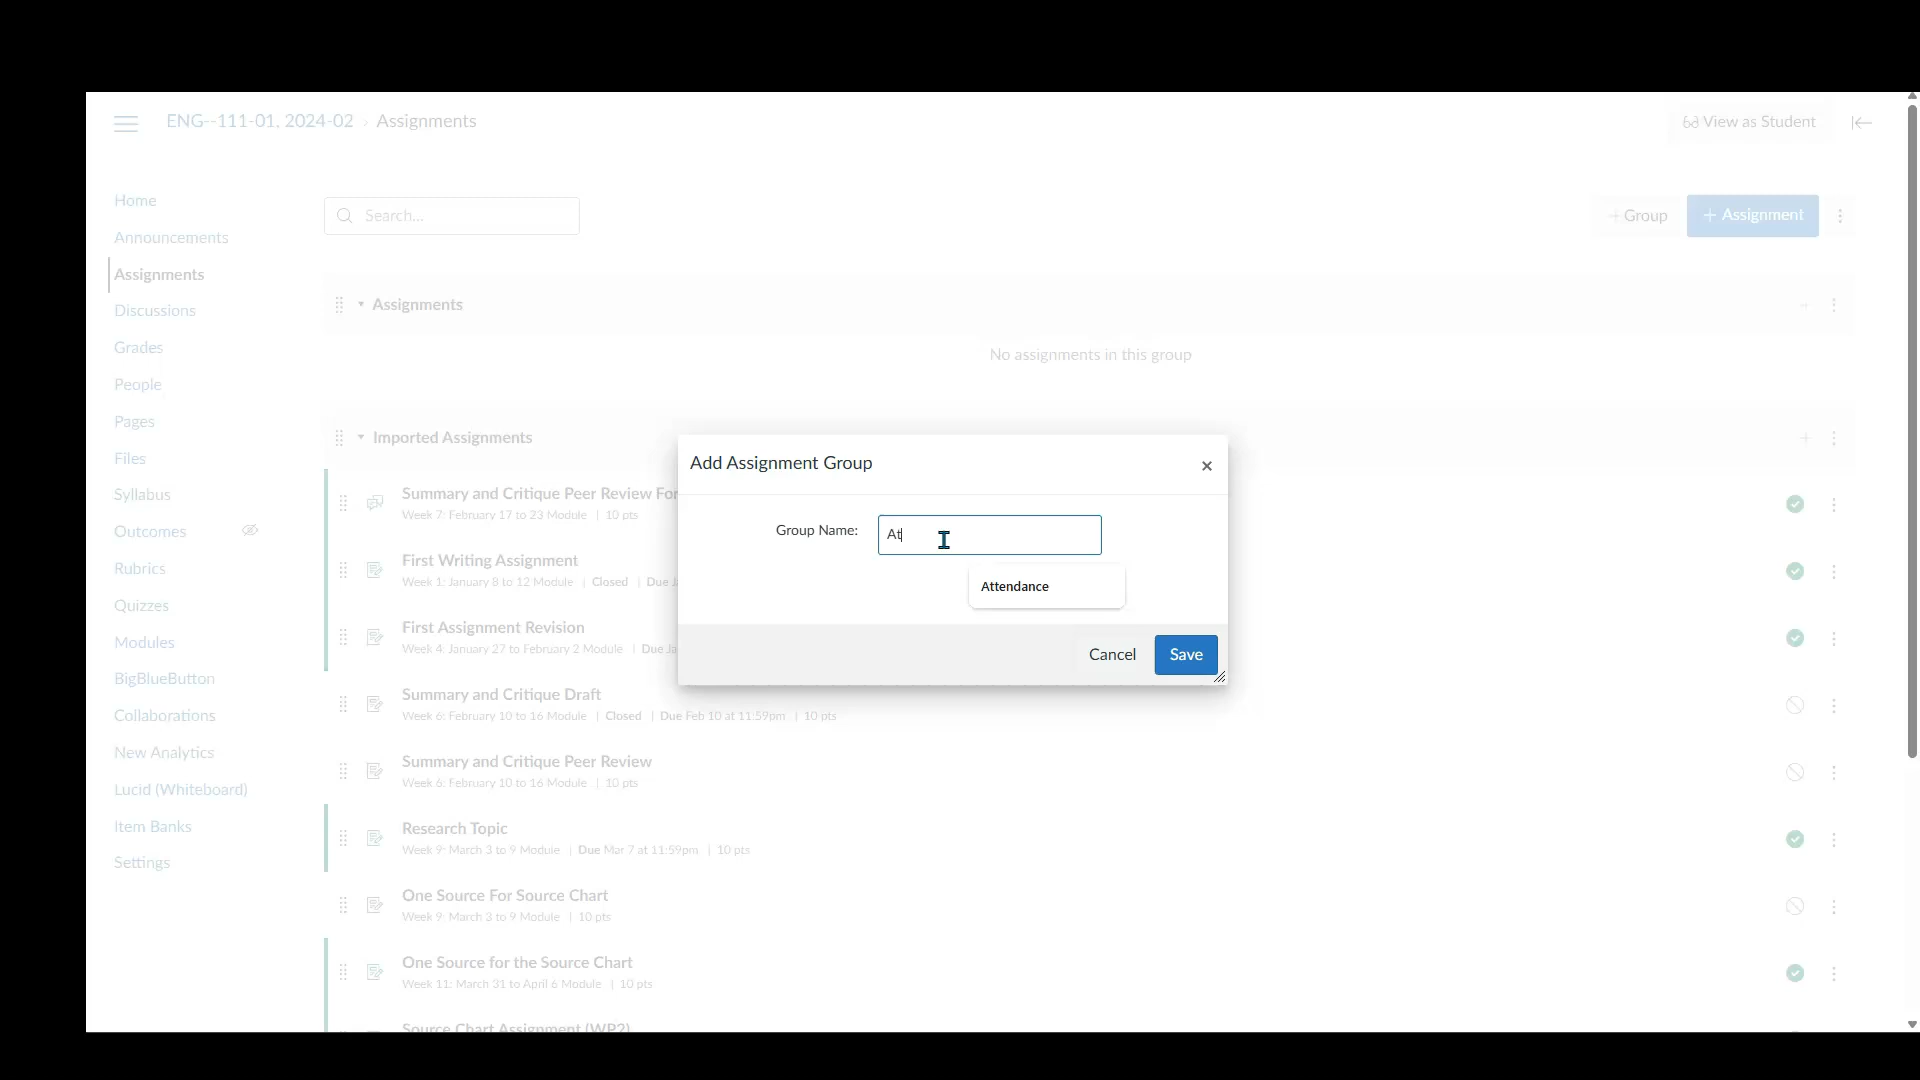 ENG--111-01, 2024-02 › Assignments
View as Student
Home
Announcements
Assignments
Discussions
Grades
People
Pages
Files
Syllabus
Outcomes
Rubrics
Quizzes
Modules
BigBlueButton
Collaborations
New Analytics
Lucid (Whiteboard)
Item Banks
Settings
Search...
+ Group
+ Assignment
Assignments
No assignments in this group
Imported Assignments
Summary and Critique Peer Review For
Week 7: February 17 to 23 Module | 10 pts
First Writing Assignment
Week 1: January 8 to 12 Module | Closed | Due
First Assignment Revision
Week 4: January 27 to February 2 Module | Due Ja
Summary and Critique Draft
Week 6: February 10 to 16 Module | Closed | Due Feb 10 at 11:59pm | 10 pts
Summary and Critique Peer Review
Week 6: February 10 to 16 Module | 10 pts
Research Topic
Week 9: March 3 to 9 Module | Due Mar 7 at 11:59pm | 10 pts
One Source For Source Chart
Week 9: March 3 to 9 Module | 10 pts
One Source for the Source Chart
Week 11: March 31 to April 6 Module | 10 pts
Source Chart Assignment (WP2)
Add Assignment Group
×
Group Name:
At
Attendance
Cancel
Save